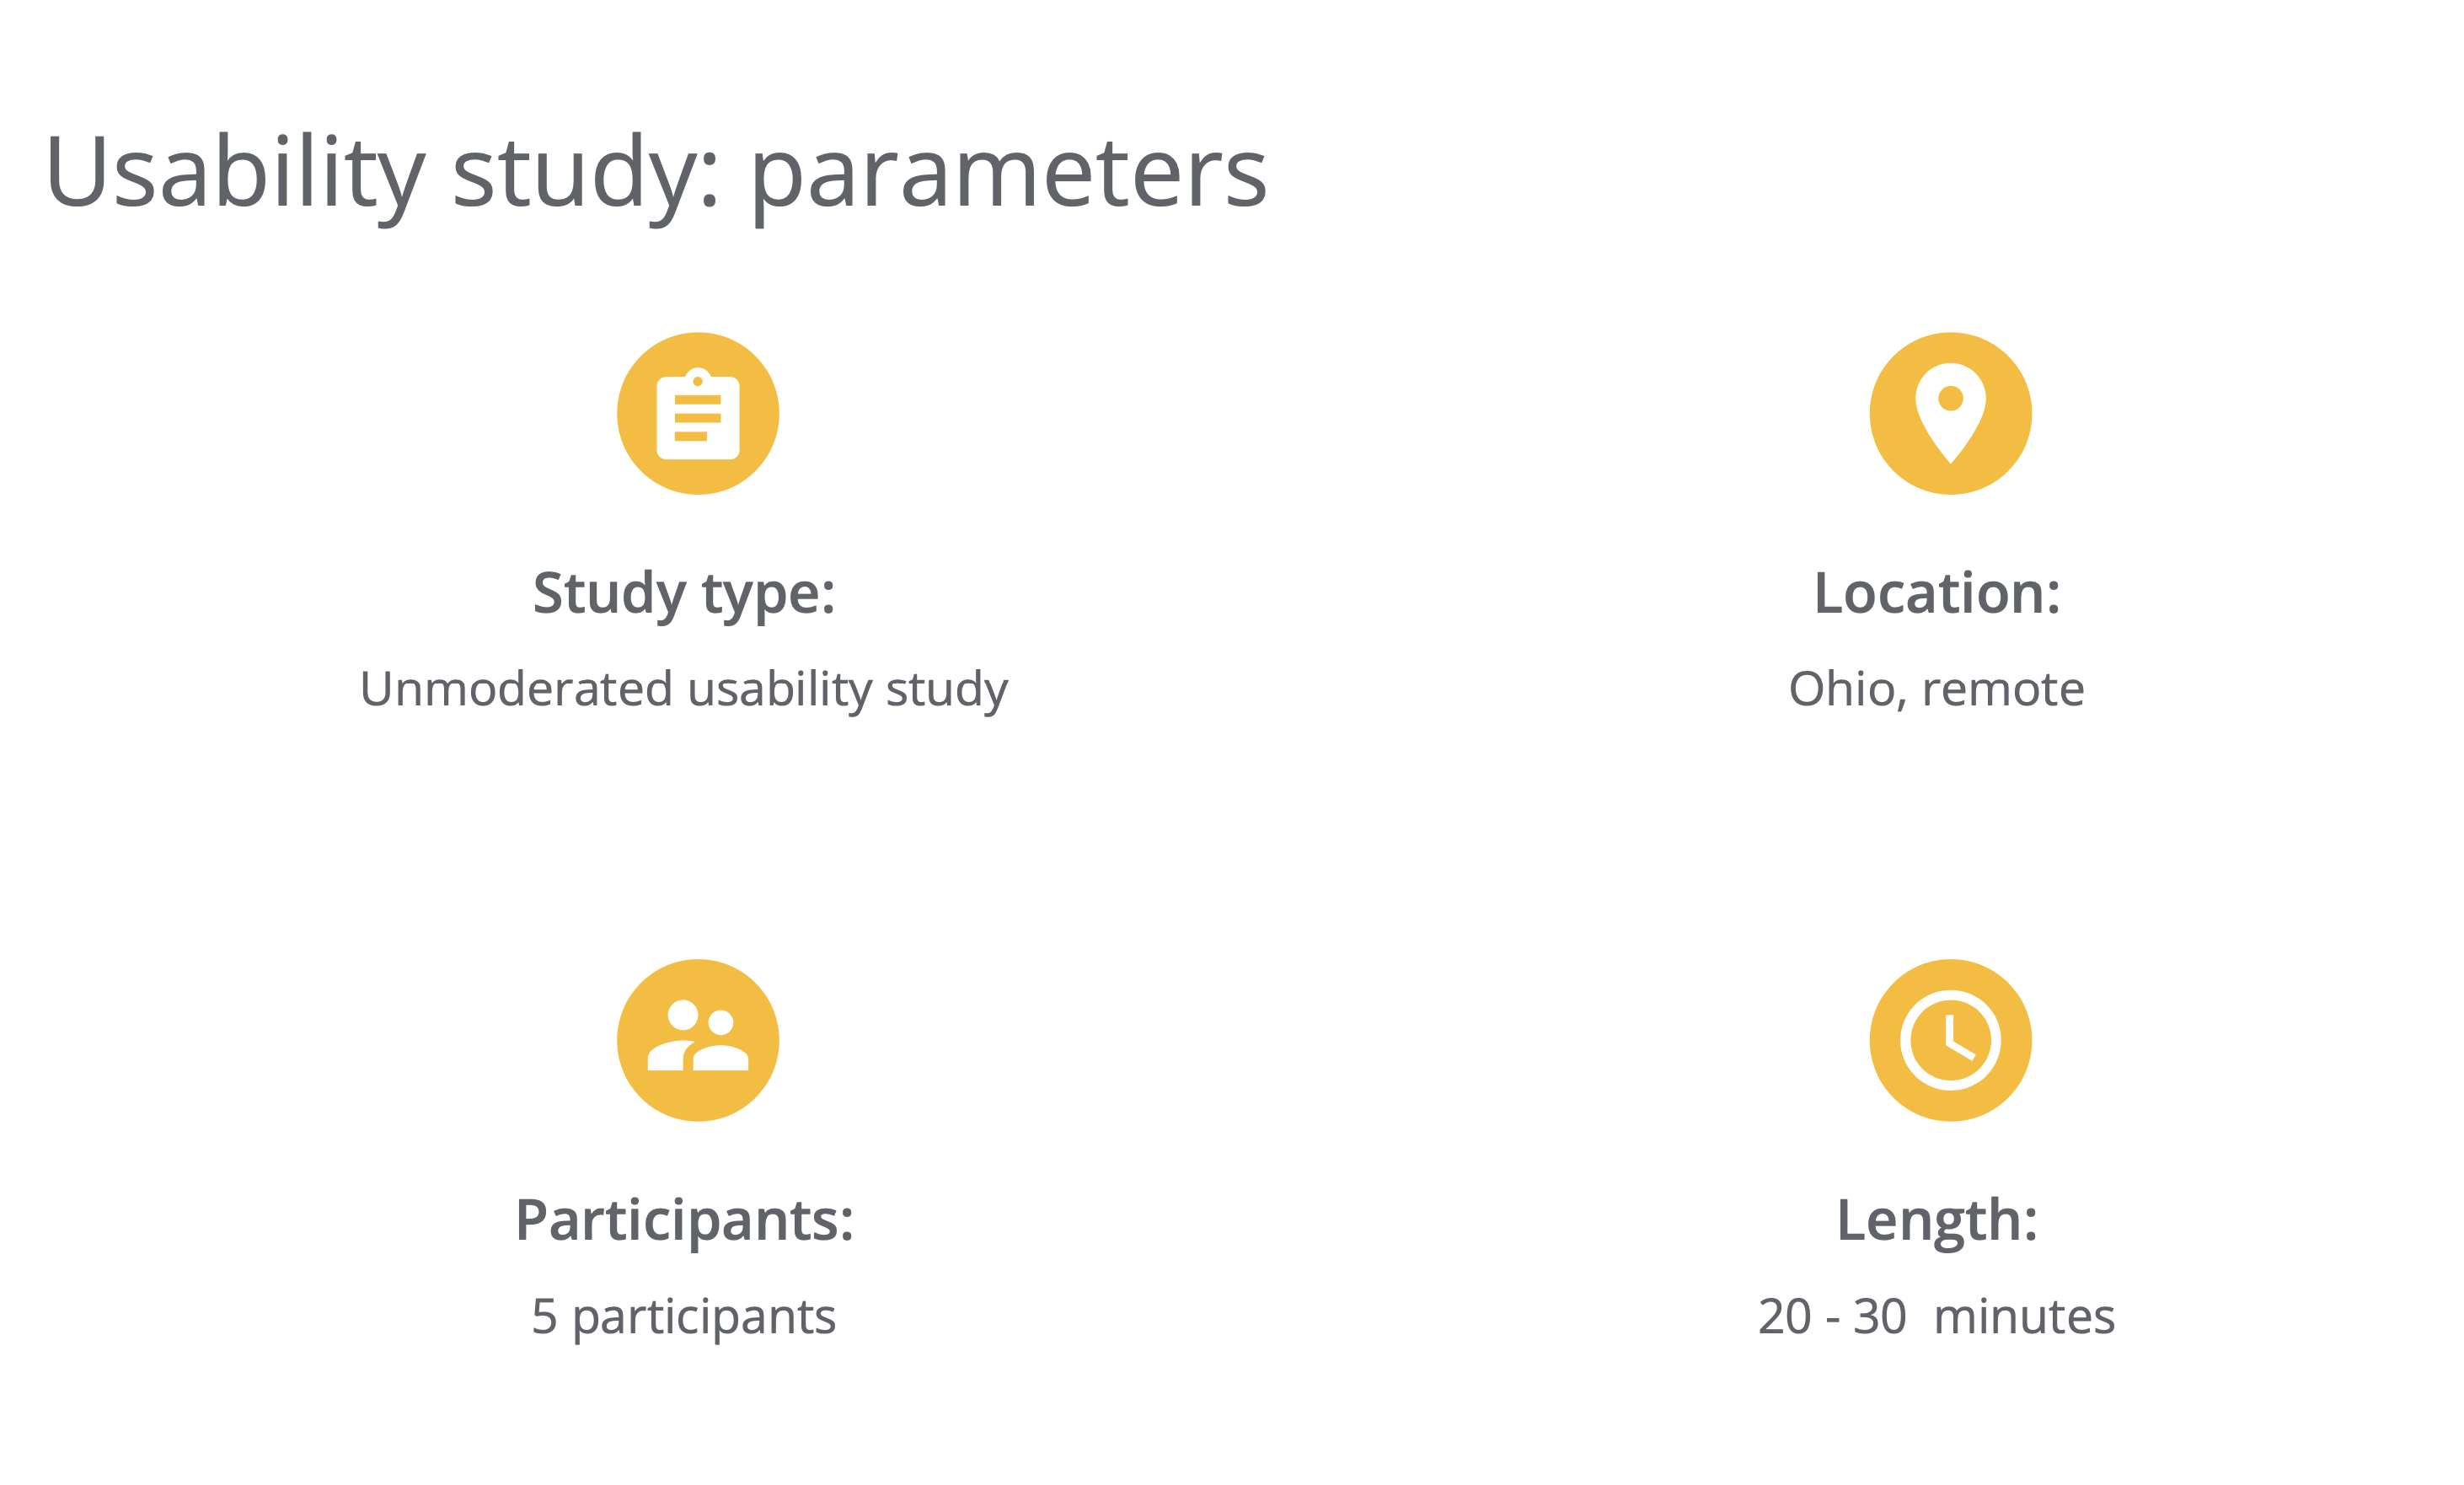 Usability study: parameters
Study type:
Unmoderated usability study
Location:
Ohio, remote
Participants:
5 participants
Length:
20 - 30  minutes